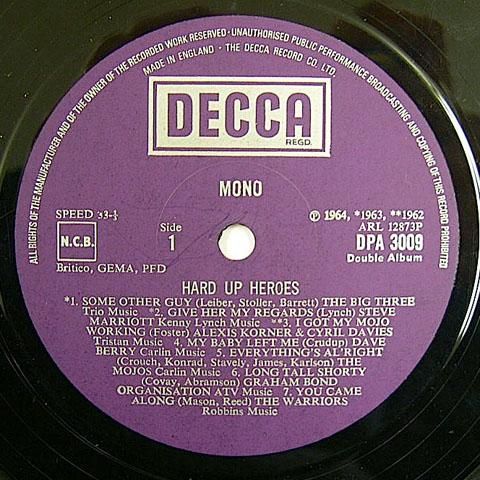 ALL RIGHTS OF THE MANUFACTURER AND OF THE OWNER OF THE RECORDED WORK RESERVED · UNAUTHORISED PUBLIC PERFORMANCE BROADCASTING AND COPYING OF THIS RECORD PROHIBITED
MADE IN ENGLAND · THE DECCA RECORD CO. LTD.
DECCA
REGD.
MONO
SPEED 33-⅓
Side
1
℗ 1964, *1963, **1962
ARL 12873P
N.C.B.
DPA 3009
Double Album
Britico, GEMA, PFD
HARD UP HEROES
*1. SOME OTHER GUY (Leiber, Stoller, Barrett) THE BIG THREE
Trio Music *2. GIVE HER MY REGARDS (Lynch) STEVE
MARRIOTT Kenny Lynch Music **3. I GOT MY MOJO
WORKING (Foster) ALEXIS KORNER & CYRIL DAVIES
Tristan Music 4. MY BABY LEFT ME (Crudup) DAVE
BERRY Carlin Music 5. EVERYTHING'S AL'RIGHT
(Crouch, Konrad, Stavely, James, Karlson) THE
MOJOS Carlin Music 6. LONG TALL SHORTY
(Covay, Abramson) GRAHAM BOND
ORGANISATION ATV Music 7. YOU CAME
ALONG (Mason, Reed) THE WARRIORS
Robbins Music